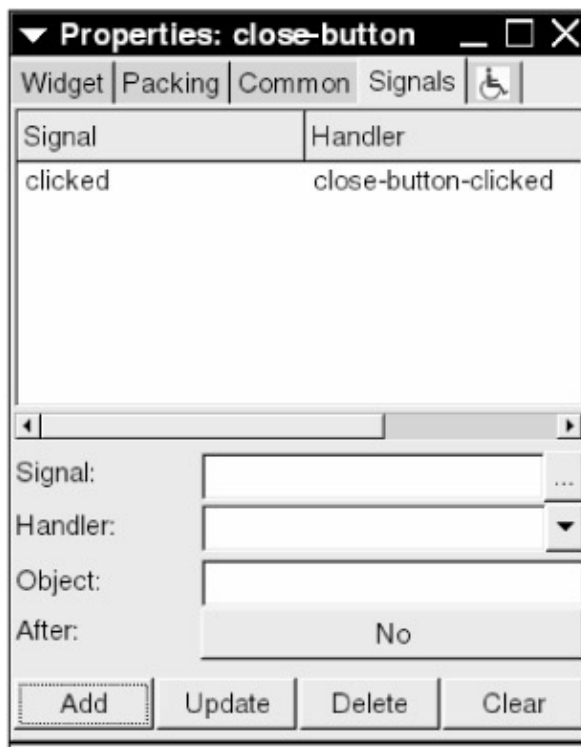 Properties: close-button
Widget Packing Common Signals
Signal Handler
clicked close-button-clicked
Signal: ...
Handler:
Object:
After: No
Add Update Delete Clear